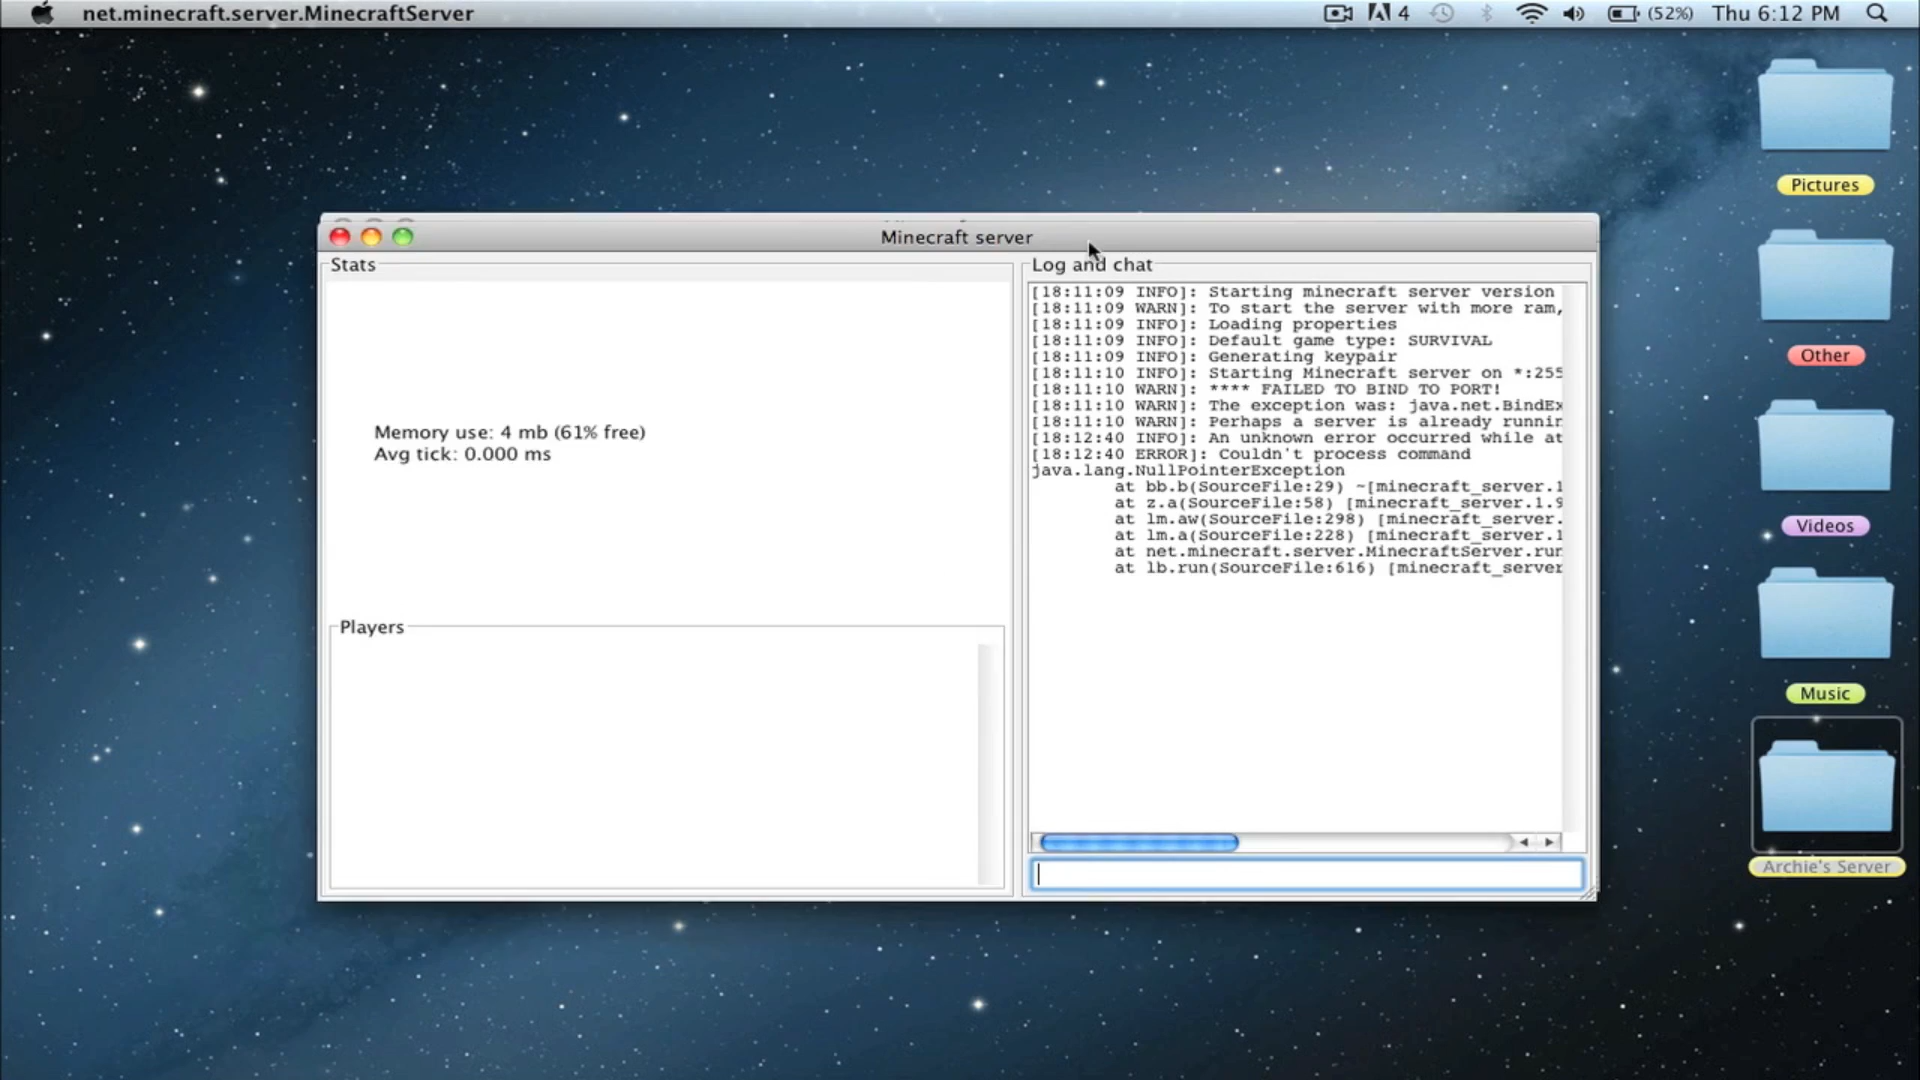 net.minecraft.server.MinecraftServer
4 (52%) Thu 6:12 PM
Pictures
Other
Videos
Music
Archie's Server
Minecraft server
Stats
Memory use: 4 mb (61% free)
Avg tick: 0.000 ms
Players
Log and chat
[18:11:09 INFO]: Starting minecraft server version
[18:11:09 WARN]: To start the server with more ram,
[18:11:09 INFO]: Loading properties
[18:11:09 INFO]: Default game type: SURVIVAL
[18:11:09 INFO]: Generating keypair
[18:11:10 INFO]: Starting Minecraft server on *:255
[18:11:10 WARN]: **** FAILED TO BIND TO PORT!
[18:11:10 WARN]: The exception was: java.net.BindEx
[18:11:10 WARN]: Perhaps a server is already runnin
[18:12:40 INFO]: An unknown error occurred while at
[18:12:40 ERROR]: Couldn't process command
java.lang.NullPointerException
at bb.b(SourceFile:29) ~[minecraft_server.1
at z.a(SourceFile:58) [minecraft_server.1.9
at lm.aw(SourceFile:298) [minecraft_server.
at lm.a(SourceFile:228) [minecraft_server.1
at net.minecraft.server.MinecraftServer.run
at lb.run(SourceFile:616) [minecraft_server